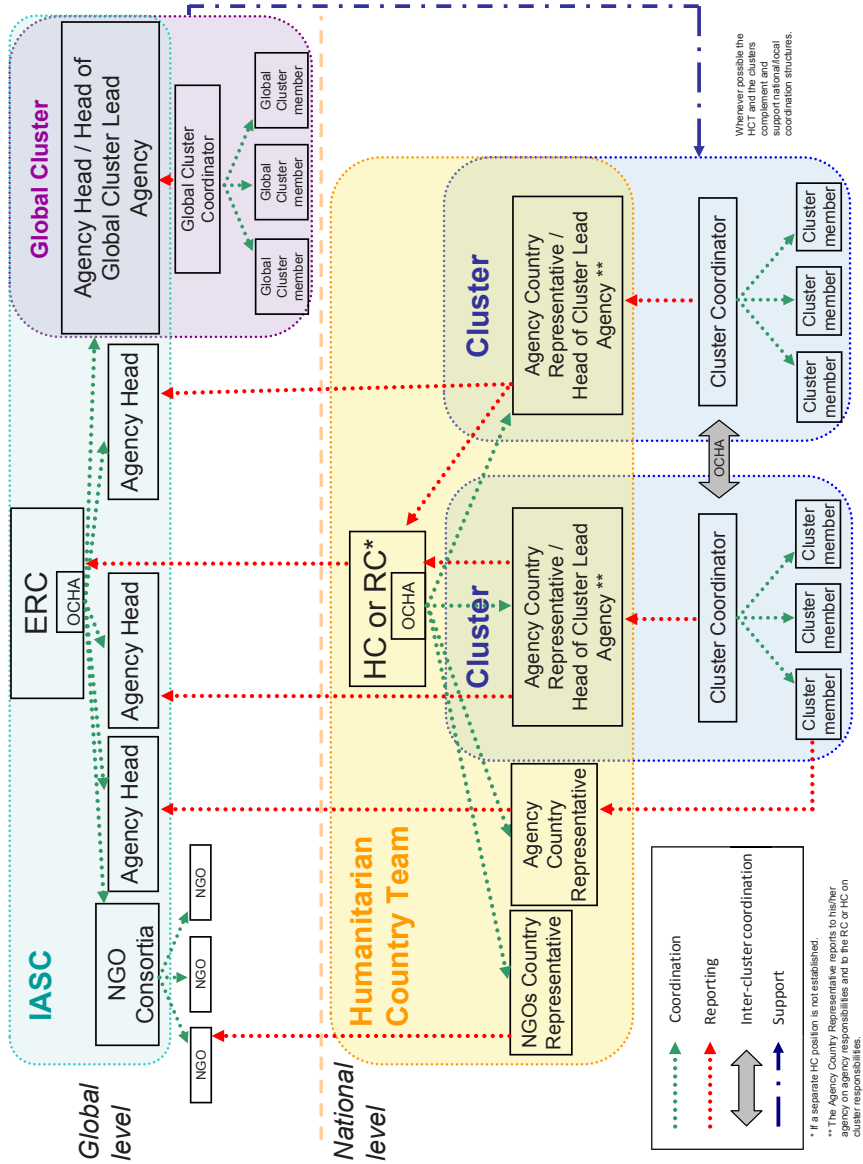 Global
level
IASC
ERC
OCHA
Global Cluster
NGO
Consortia
Agency Head
Agency Head
Agency Head
Agency Head / Head of
Global Cluster Lead
Agency
NGO
NGO
NGO
Global Cluster
Coordinator
Global
Cluster
member
Global
Cluster
member
Global
Cluster
member
National
level
Humanitarian
Country Team
HC or RC*
OCHA
NGOs Country
Representative
Agency
Country
Representative
Cluster
Agency Country
Representative /
Head of Cluster Lead
Agency **
Cluster
Agency Country
Representative /
Head of Cluster Lead
Agency **
Cluster Coordinator
OCHA
Cluster Coordinator
Cluster
member
Cluster
member
Cluster
member
Cluster
member
Cluster
member
Cluster
member
Whenever possible the
HCT and the clusters
complement and
support national/local
coordination structures.
Coordination
Reporting
Inter-cluster coordination
Support
* If a separate HC position is not established.
** The Agency Country Representative reports to his/her
agency on agency responsibilities and to the RC or HC on
cluster responsibilities.